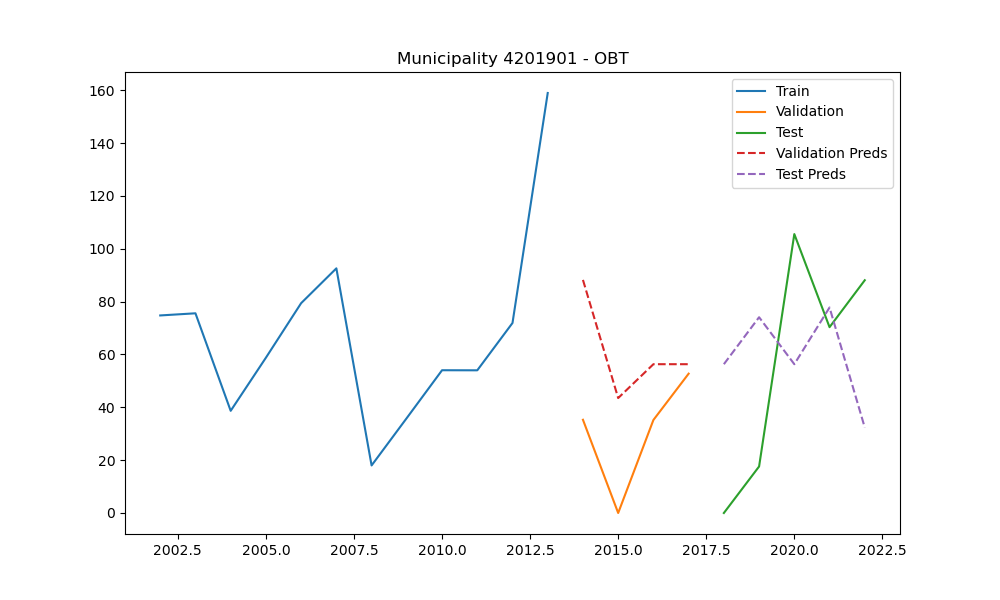 Municipality 4201901 - OBT
160
140
120
100
80
60
40
20
0
2002.5 2005.0 2007.5 2010.0 2012.5 2015.0 2017.5 2020.0 2022.5
Train
Validation
Test
Validation Preds
Test Preds